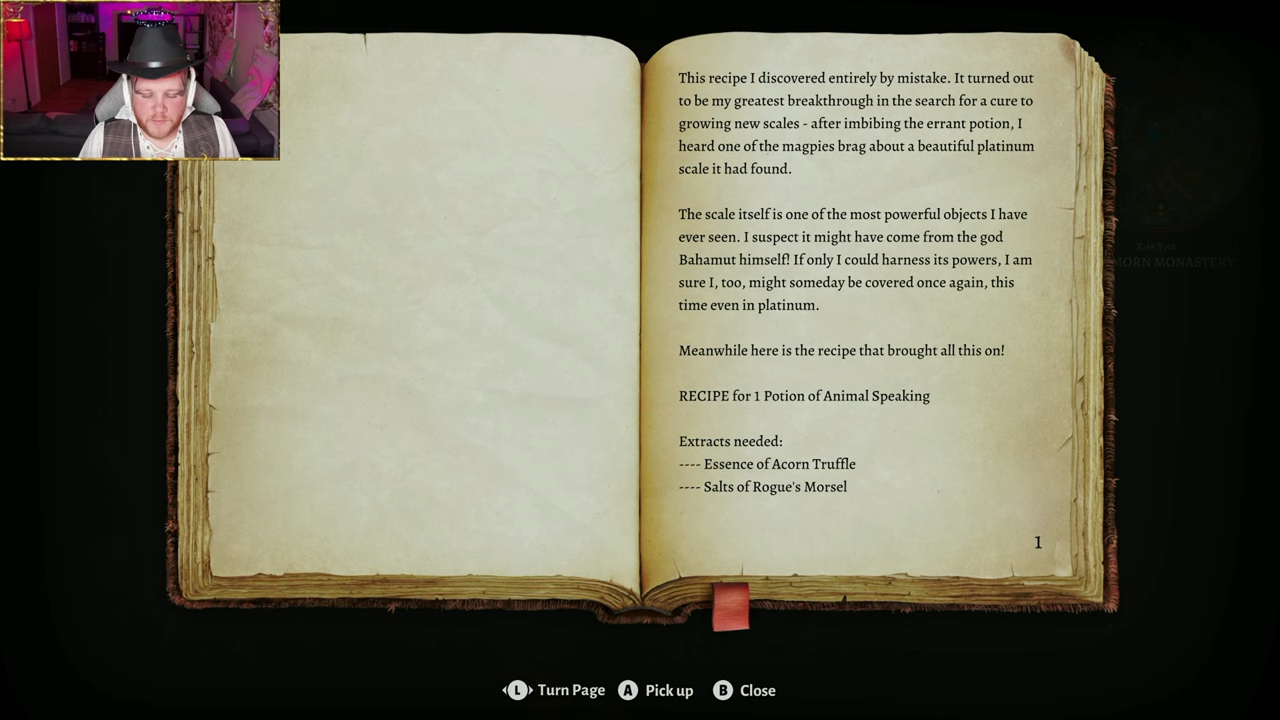 This recipe I discovered entirely by mistake. It turned out
to be my greatest breakthrough in the search for a cure to
growing new scales - after imbibing the errant potion, I
heard one of the magpies brag about a beautiful platinum
scale it had found.
The scale itself is one of the most powerful objects I have
ever seen. I suspect it might have come from the god
Bahamut himself! If only I could harness its powers, I am
sure I, too, might someday be covered once again, this
time even in platinum.
Meanwhile here is the recipe that brought all this on!
RECIPE for 1 Potion of Animal Speaking
Extracts needed:
---- Essence of Acorn Truffle
---- Salts of Rogue's Morsel
1
MORN MONASTERY
L Turn Page A Pick up B Close